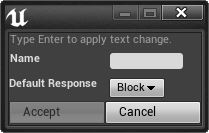 Type Enter to apply text change.
Name
Default Response Block
Accept Cancel